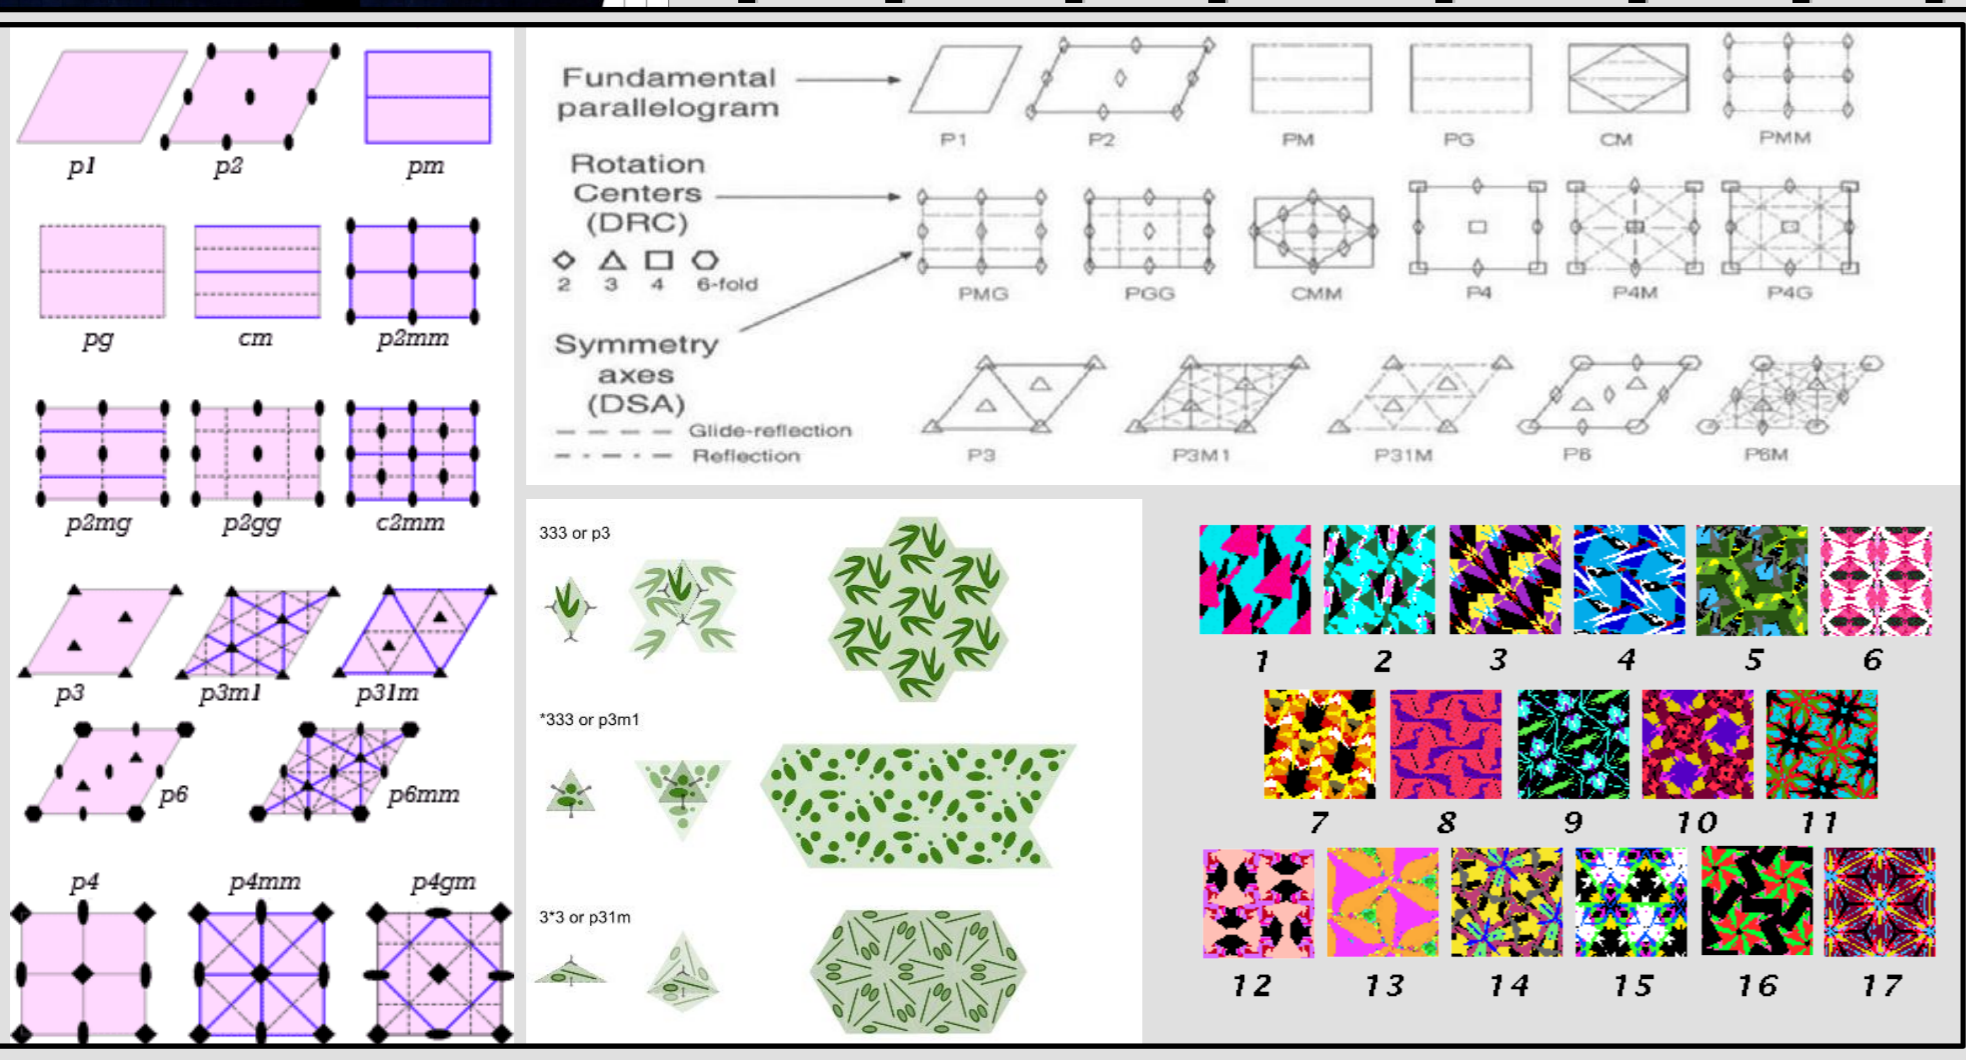 p1 p2 pm
pg cm p2mm
p2mg p2gg c2mm
p3 p3m1 p31m
p6 p6mm
p4 p4mm p4gm
Fundamental
parallelogram
P1 P2 PM PG CM PMM
Rotation
Centers
(DRC)
2 3 4 6-fold
PMG PGG CMM P4 P4M P4G
Symmetry
axes
(DSA)
Glide-reflection
Reflection
P3 P3M1 P31M P6 P6M
333 or p3
*333 or p3m1
3*3 or p31m
1 2 3 4 5 6
7 8 9 10 11
12 13 14 15 16 17